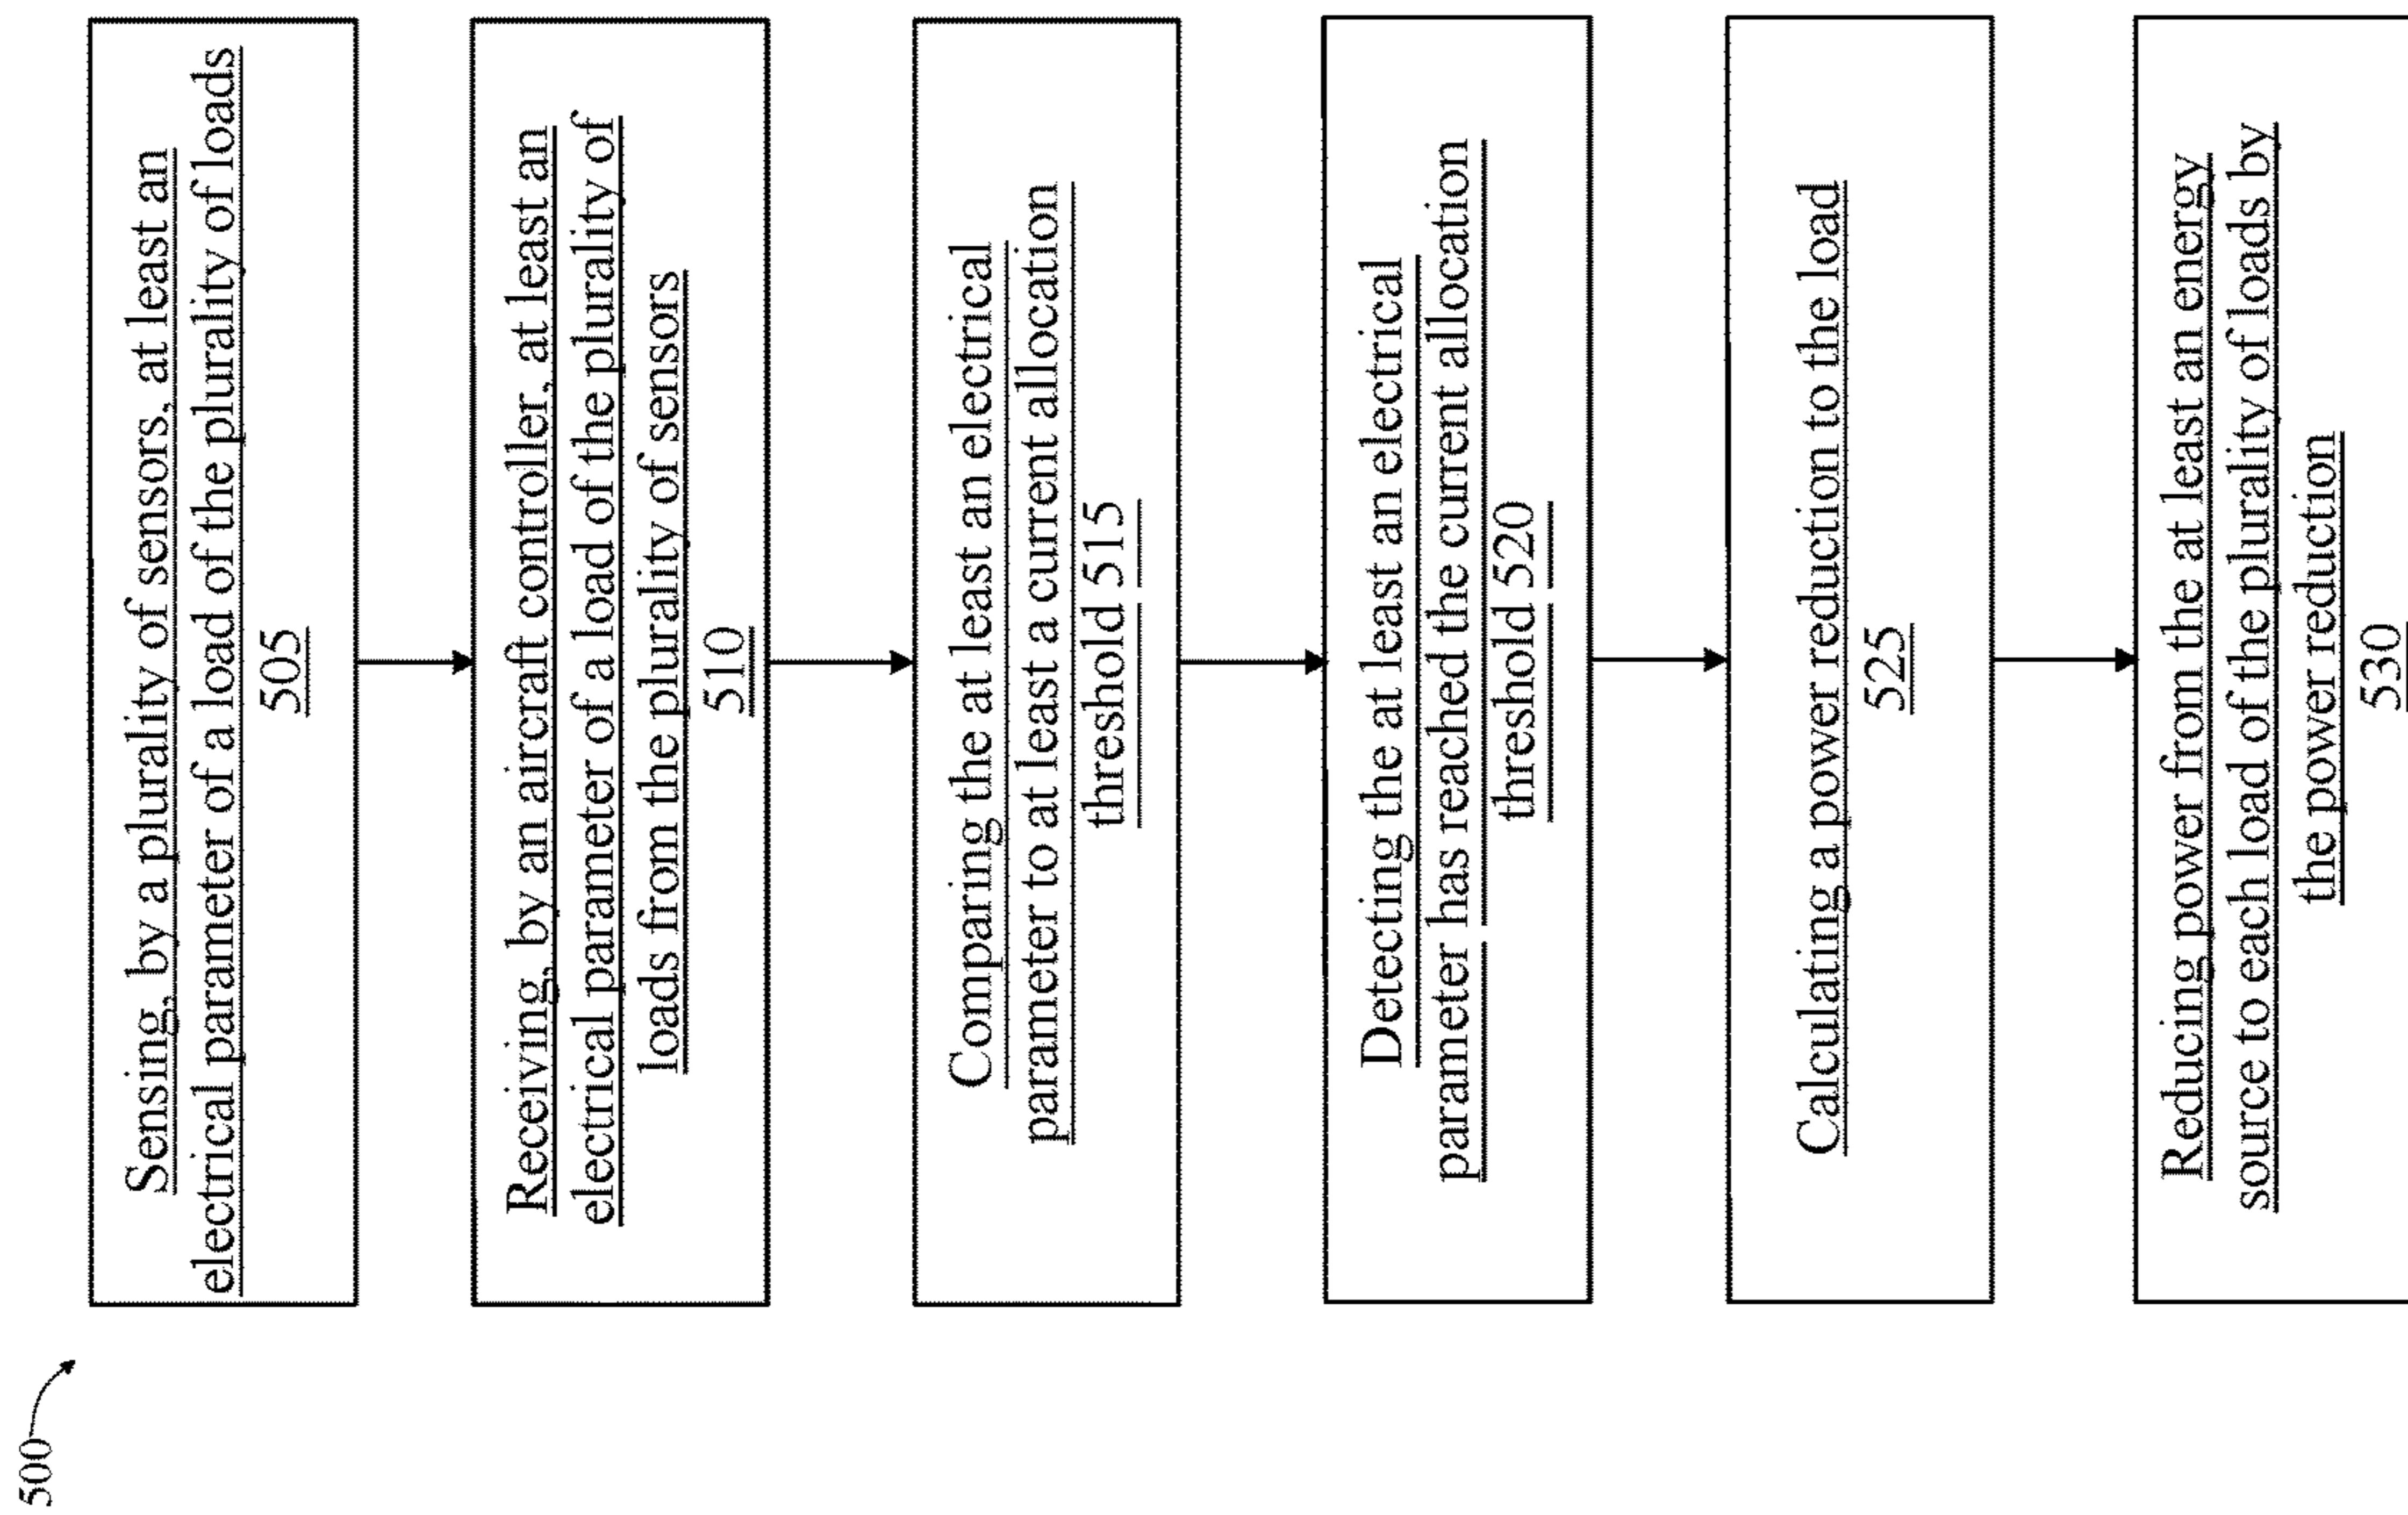 500
Sensing, by a plurality of sensors, at least an
electrical parameter of a load of the plurality of loads
505
Receiving, by an aircraft controller, at least an
electrical parameter of a load of the plurality of
loads from the plurality of sensors
510
Comparing the at least an electrical
parameter to at least a current allocation
threshold 515
Detecting the at least an electrical
parameter has reached the current allocation
threshold 520
Calculating a power reduction to the load
525
Reducing power from the at least an energy
source to each load of the plurality of loads by
the power reduction
530